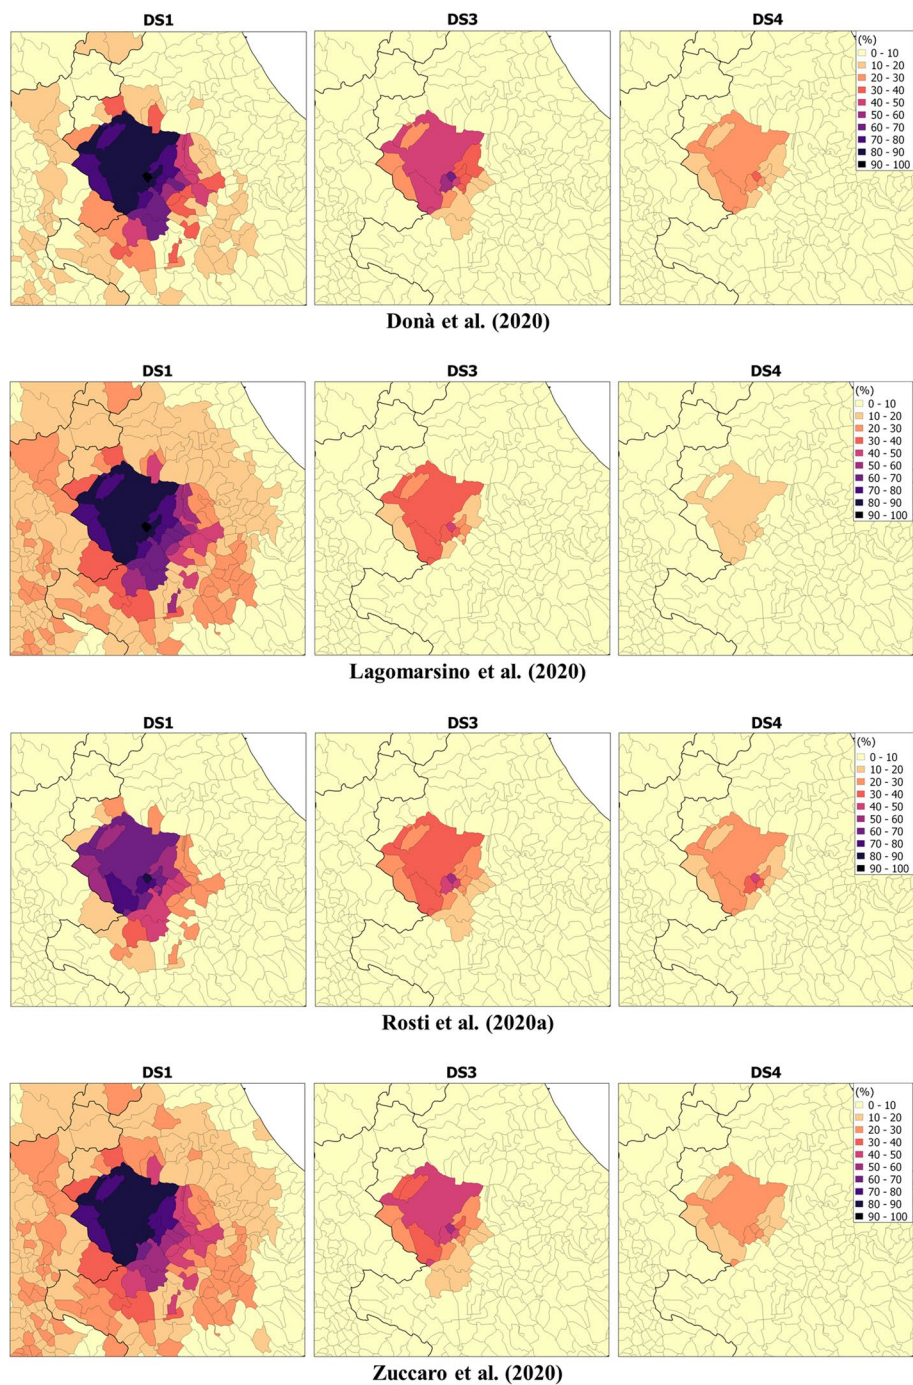 DS1 DS3 DS4
(%)
0 - 10
10 - 20
20 - 30
30 - 40
40 - 50
50 - 60
60 - 70
70 - 80
80 - 90
90 - 100
Donà et al. (2020)
DS1 DS3 DS4
(%)
0 - 10
10 - 20
20 - 30
30 - 40
40 - 50
50 - 60
60 - 70
70 - 80
80 - 90
90 - 100
Lagomarsino et al. (2020)
DS1 DS3 DS4
(%)
0 - 10
10 - 20
20 - 30
30 - 40
40 - 50
50 - 60
60 - 70
70 - 80
80 - 90
90 - 100
Rosti et al. (2020a)
DS1 DS3 DS4
(%)
0 - 10
10 - 20
20 - 30
30 - 40
40 - 50
50 - 60
60 - 70
70 - 80
80 - 90
90 - 100
Zuccaro et al. (2020)